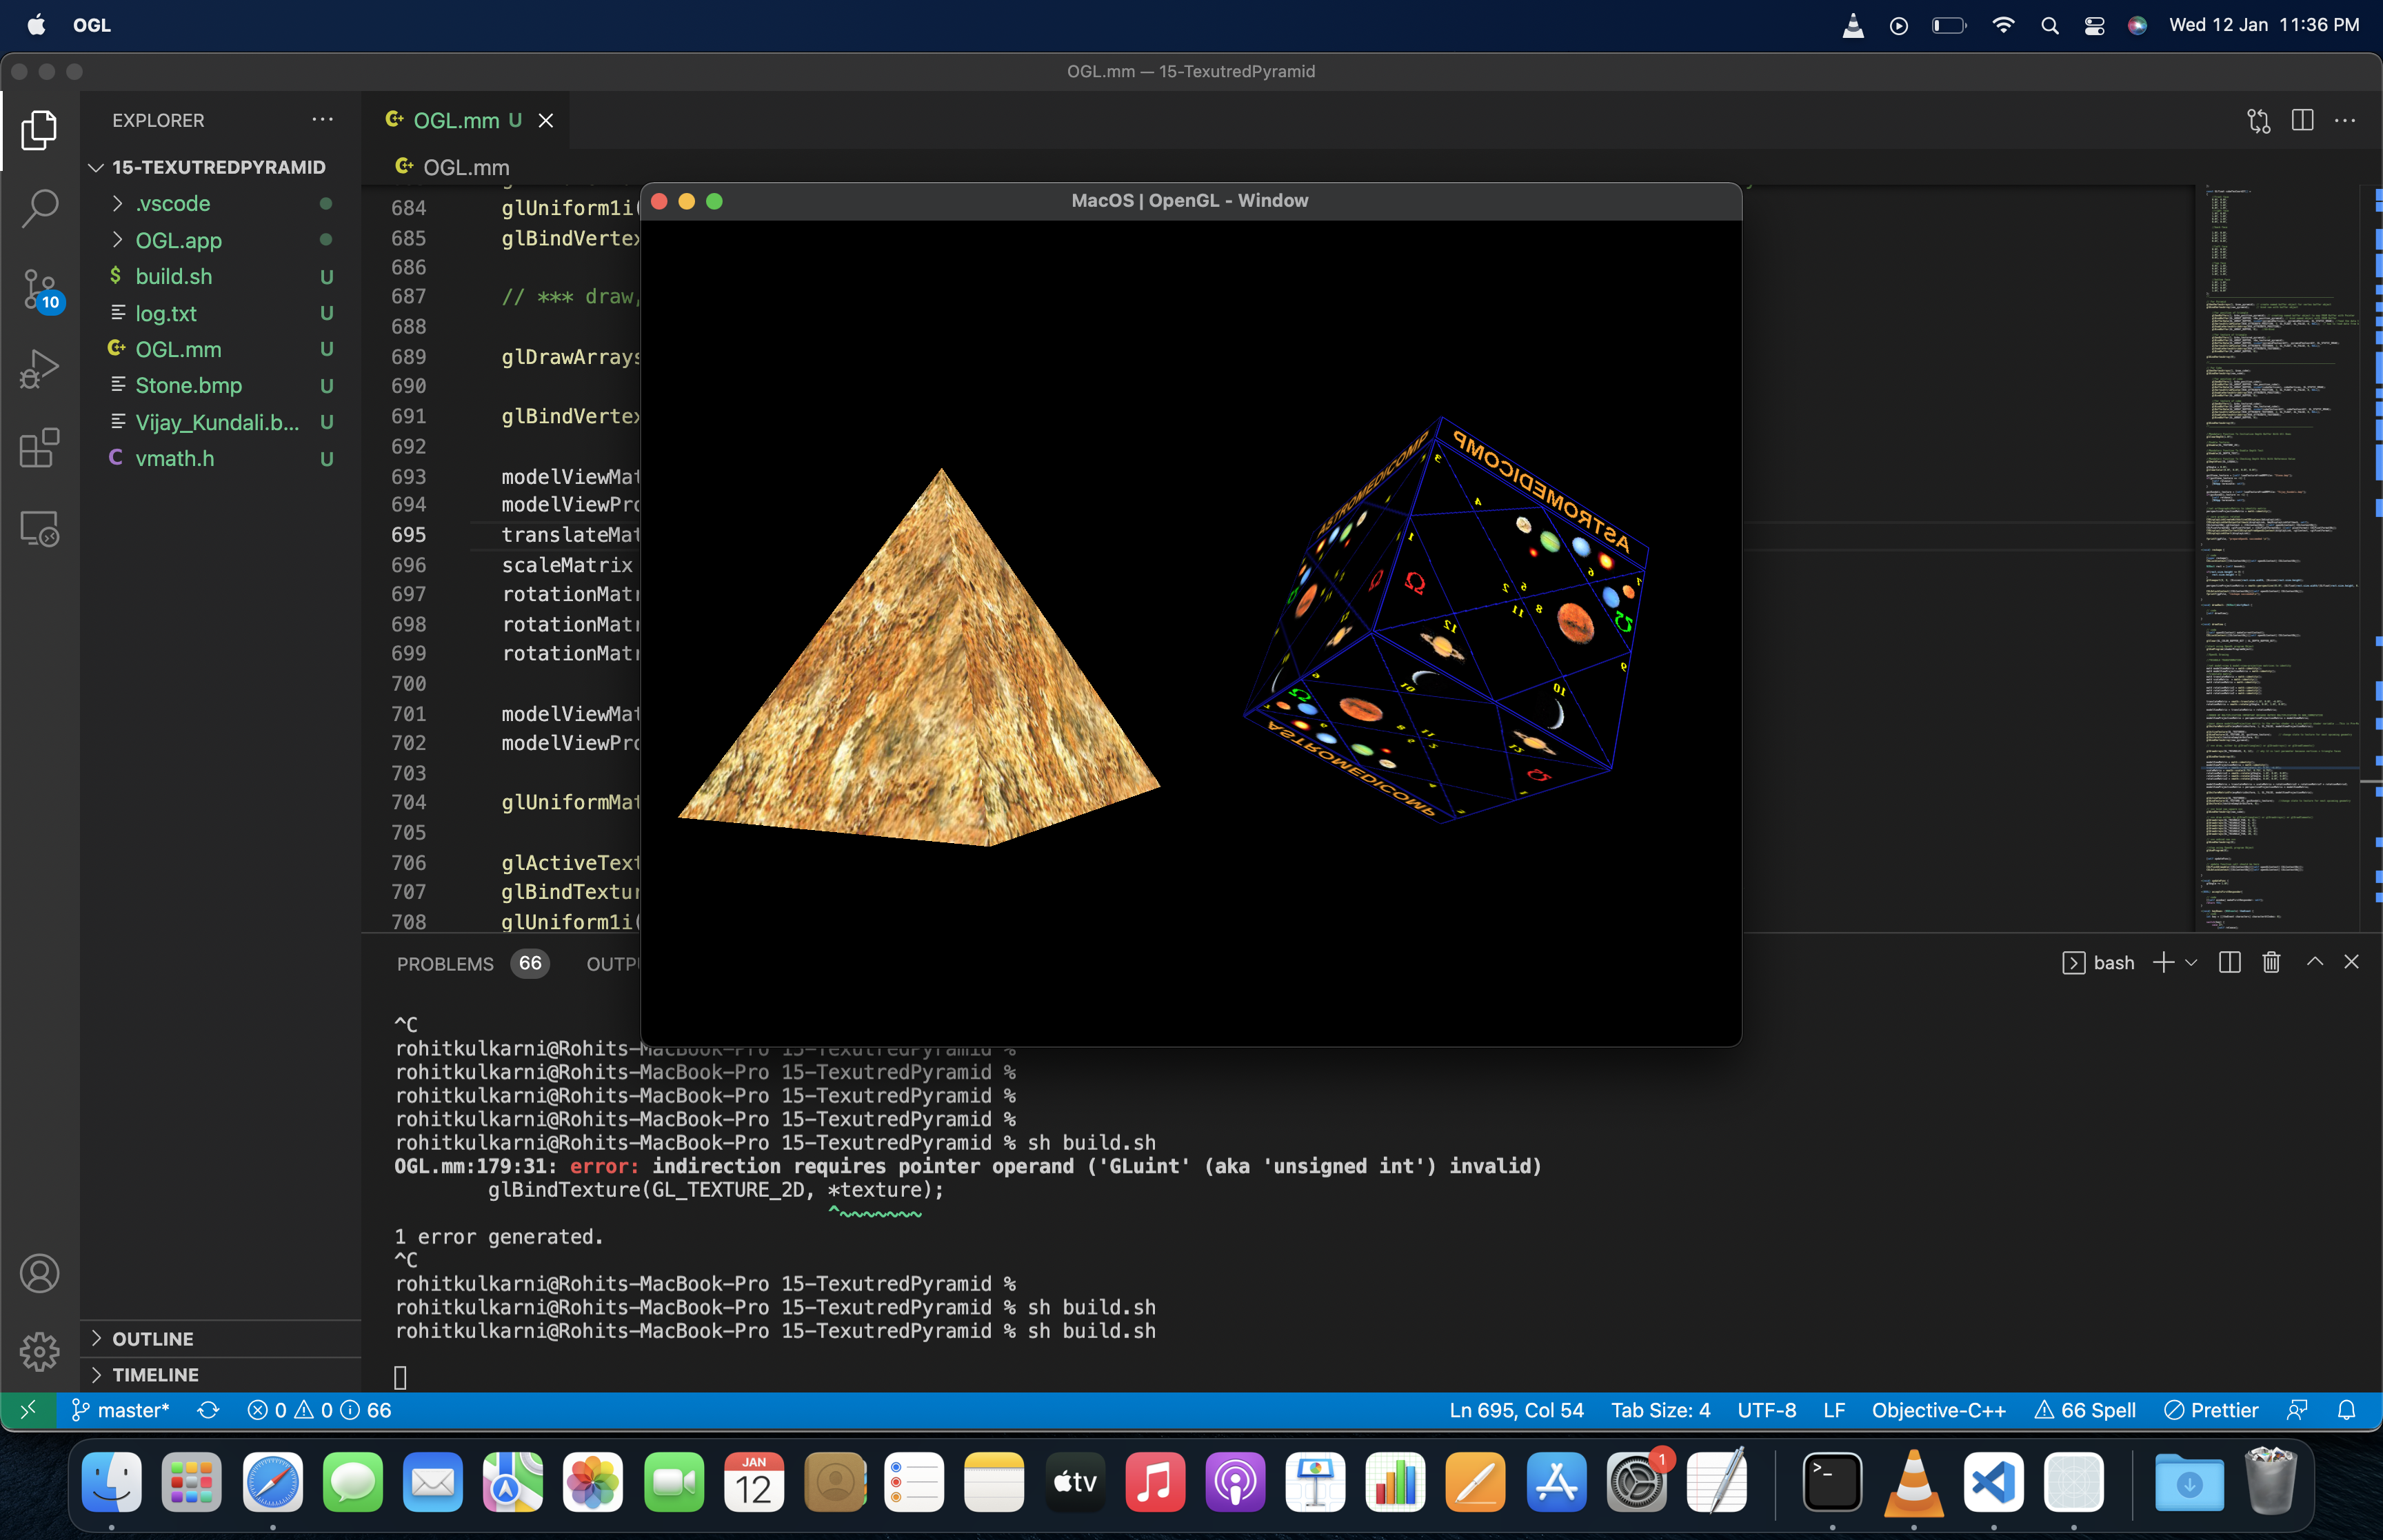 OGL
Wed 12 Jan 11:36 PM
OGL.mm — 15-TexutredPyramid
EXPLORER
15-TEXUTREDPYRAMID
.vscode
OGL.app
build.sh U
log.txt U
OGL.mm U
Stone.bmp U
Vijay_Kundali.b... U
vmath.h U
10
OUTLINE
TIMELINE
OGL.mm U
OGL.mm
684 glUniform1i(
685 glBindVertex
686
687 // *** draw,
688
689 glDrawArrays
690
691 glBindVertex
692
693 modelViewMat
694 modelViewPro
695 translateMat
696 scaleMatrix
697 rotationMatr
698 rotationMatr
699 rotationMatr
700
701 modelViewMat
702 modelViewPro
703
704 glUniformMat
705
706 glActiveText
707 glBindTextur
708 glUniform1i(
MacOS | OpenGL - Window
ASTROMEDICOMP
ASTROMEDICOMP
ASTROMEDICOMP
PROBLEMS 66 OUTPU
bash
^C
rohitkulkarni@Rohits-MacBook-Pro 15-TexutredPyramid %
rohitkulkarni@Rohits-MacBook-Pro 15-TexutredPyramid %
rohitkulkarni@Rohits-MacBook-Pro 15-TexutredPyramid %
rohitkulkarni@Rohits-MacBook-Pro 15-TexutredPyramid %
rohitkulkarni@Rohits-MacBook-Pro 15-TexutredPyramid % sh build.sh
OGL.mm:179:31: error: indirection requires pointer operand ('GLuint' (aka 'unsigned int') invalid)
glBindTexture(GL_TEXTURE_2D, *texture);
^~~~~~~~
1 error generated.
^C
rohitkulkarni@Rohits-MacBook-Pro 15-TexutredPyramid %
rohitkulkarni@Rohits-MacBook-Pro 15-TexutredPyramid % sh build.sh
rohitkulkarni@Rohits-MacBook-Pro 15-TexutredPyramid % sh build.sh
master* 0 0 66
Ln 695, Col 54 Tab Size: 4 UTF-8 LF Objective-C++ 66 Spell Prettier
JAN
12
tv
1